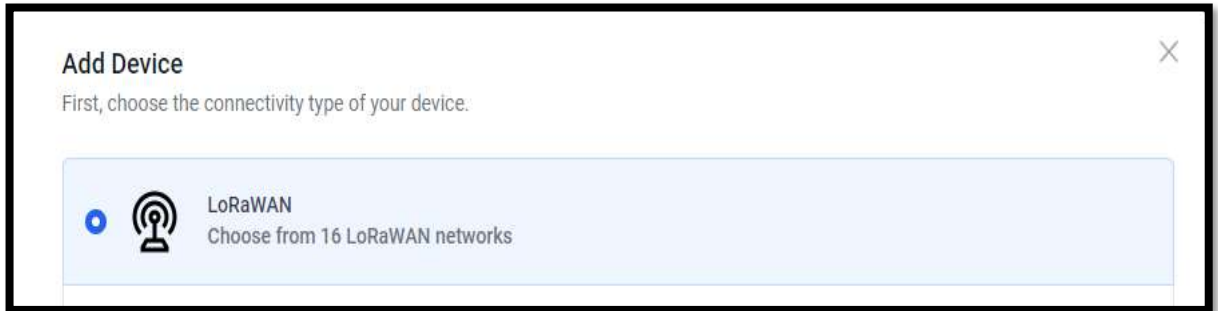 Add Device
First, choose the connectivity type of your device.
LoRaWAN
Choose from 16 LoRaWAN networks